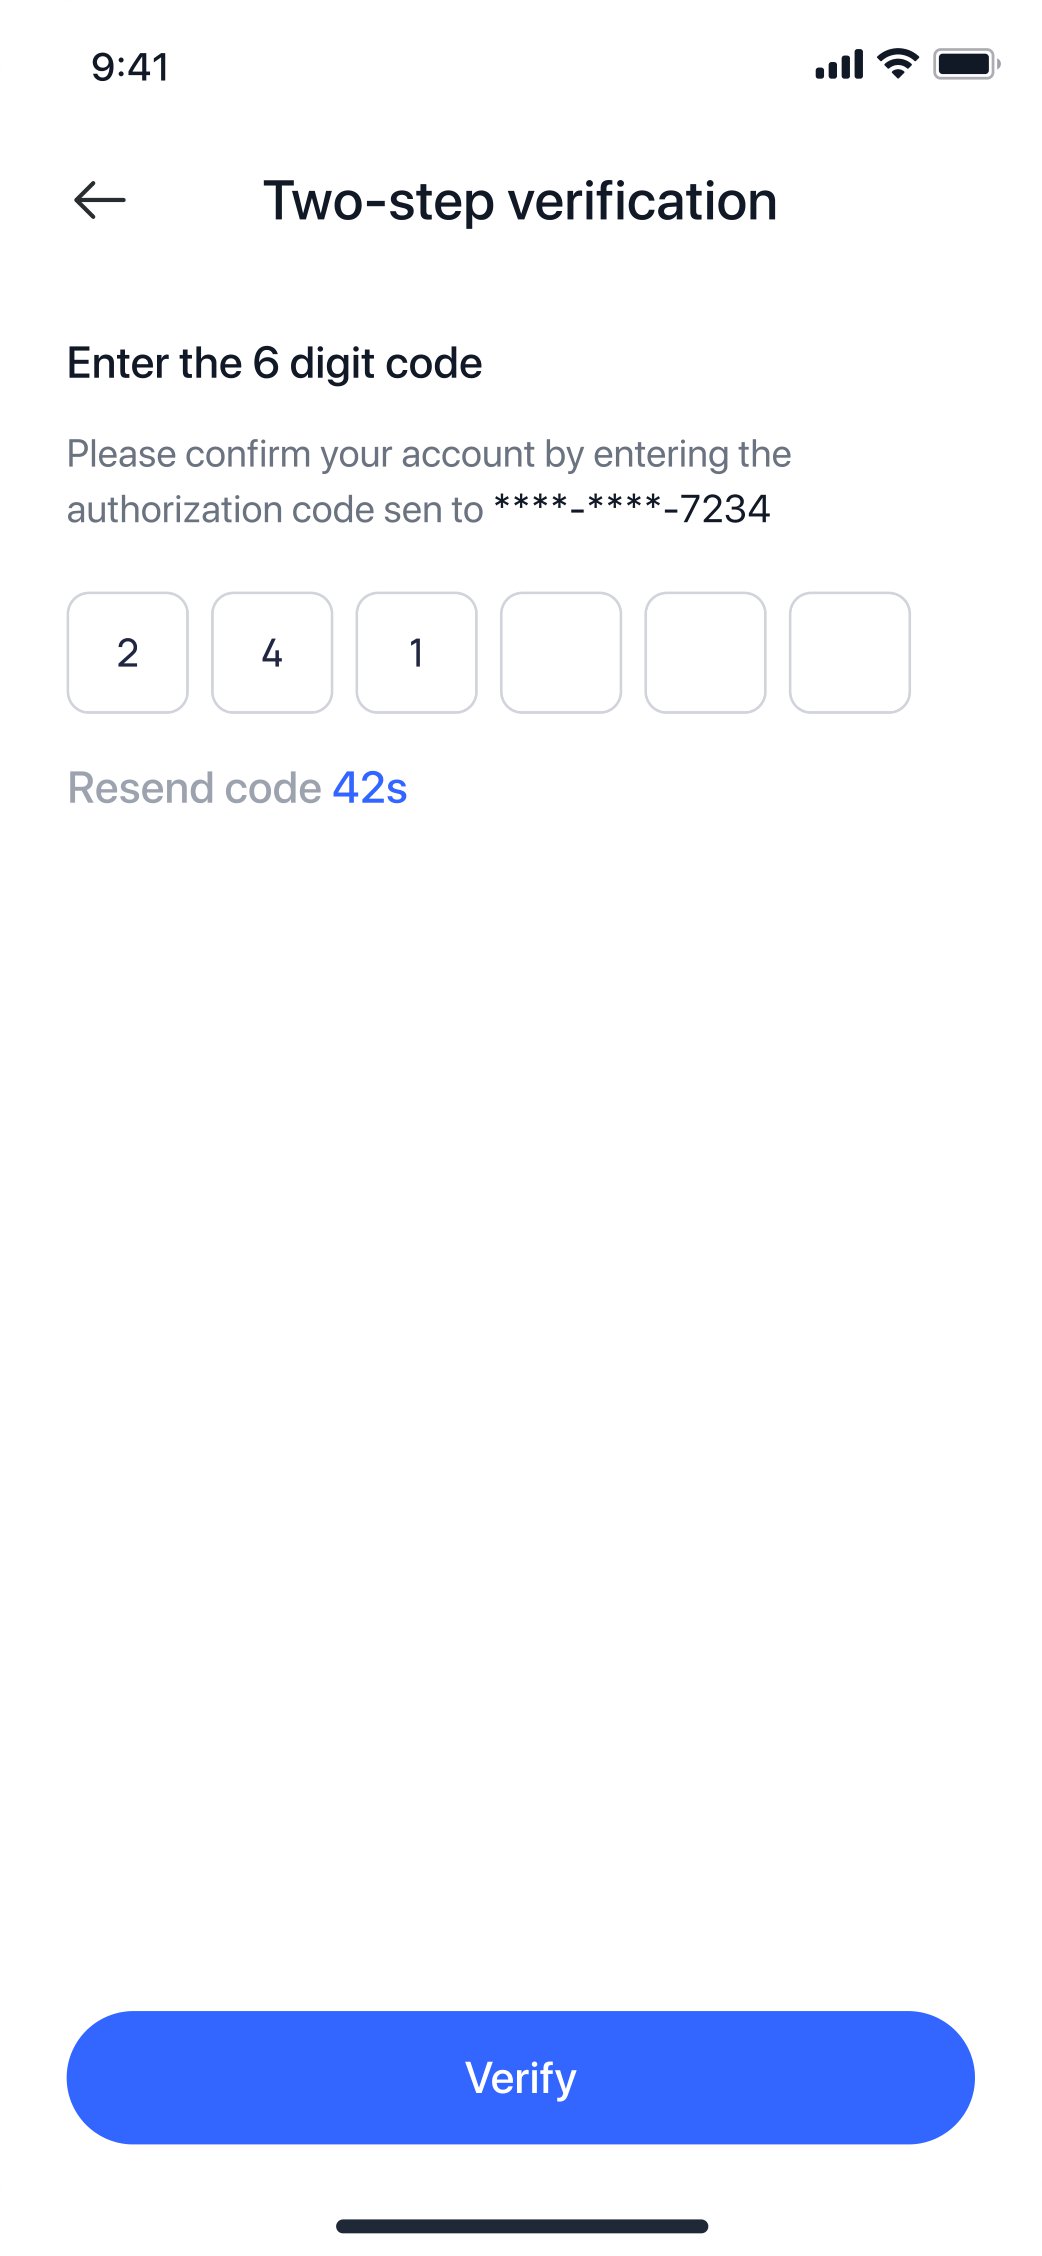 9:41
Two-step verification
Enter the 6 digit code
Please confirm your account by entering the
authorization code sen to ****-****-7234
2 4 1
Resend code 42s
Verify